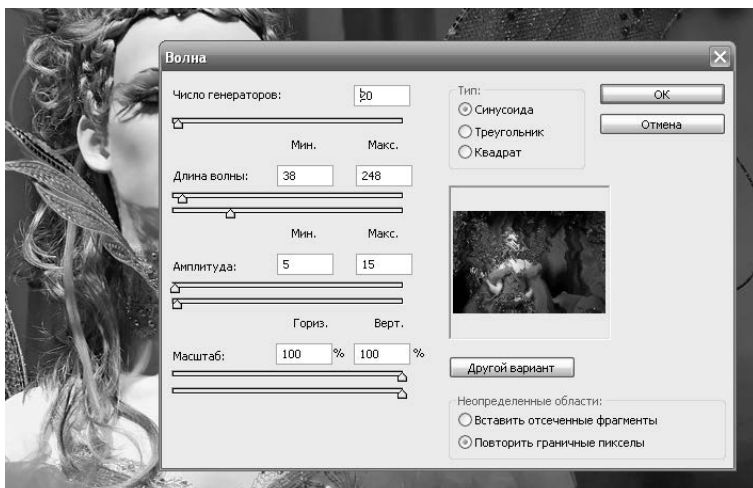 Волна
Число генераторов: 20
Мин. Макс.
Длина волны: 38 248
Мин. Макс.
Амплитуда: 5 15
Гориз. Верт.
Масштаб: 100 % 100 %
Тип:
Синусоида
Треугольник
Квадрат
OK
Отмена
Другой вариант
Неопределенные области:
Вставить отсеченные фрагменты
Повторить граничные пикселы